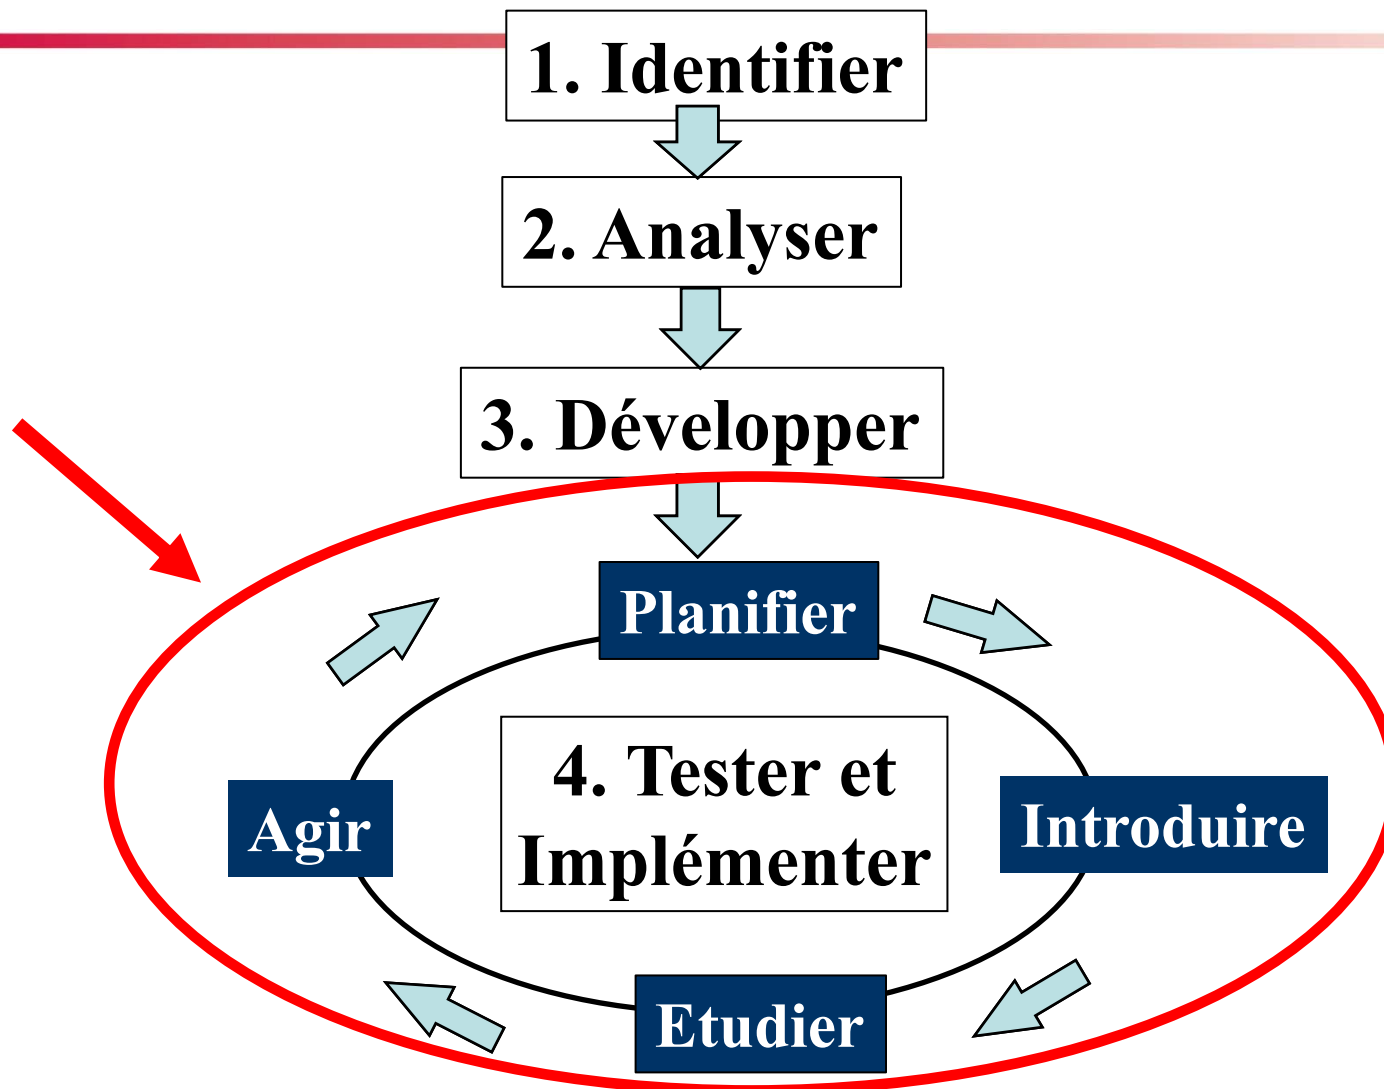 1. Identifier
2. Analyser
3. Développer
Planifier
4. Tester et
Implémenter
Agir
Introduire
Etudier